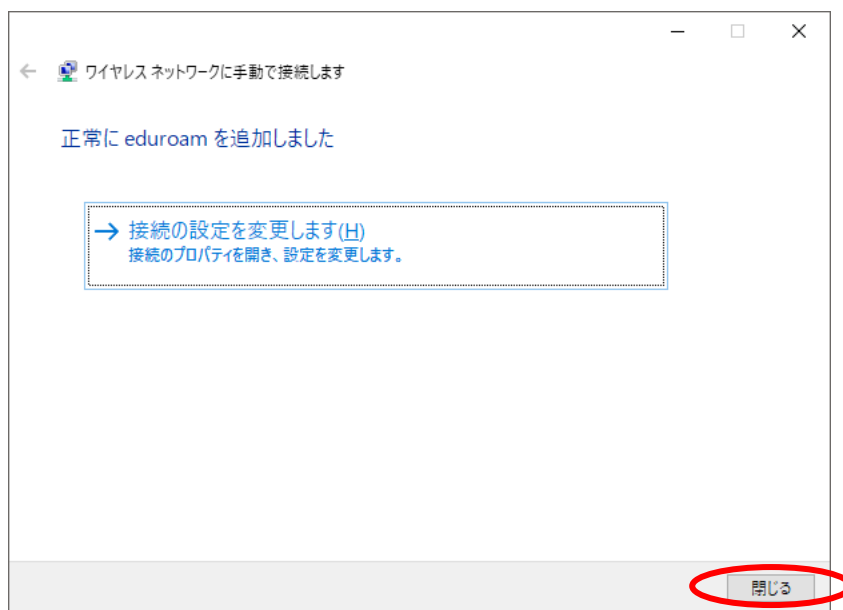 ワイヤレス ネットワークに手動で接続します
正常に eduroam を追加しました
接続の設定を変更します(H)
接続のプロパティを開き、設定を変更します。
閉じる